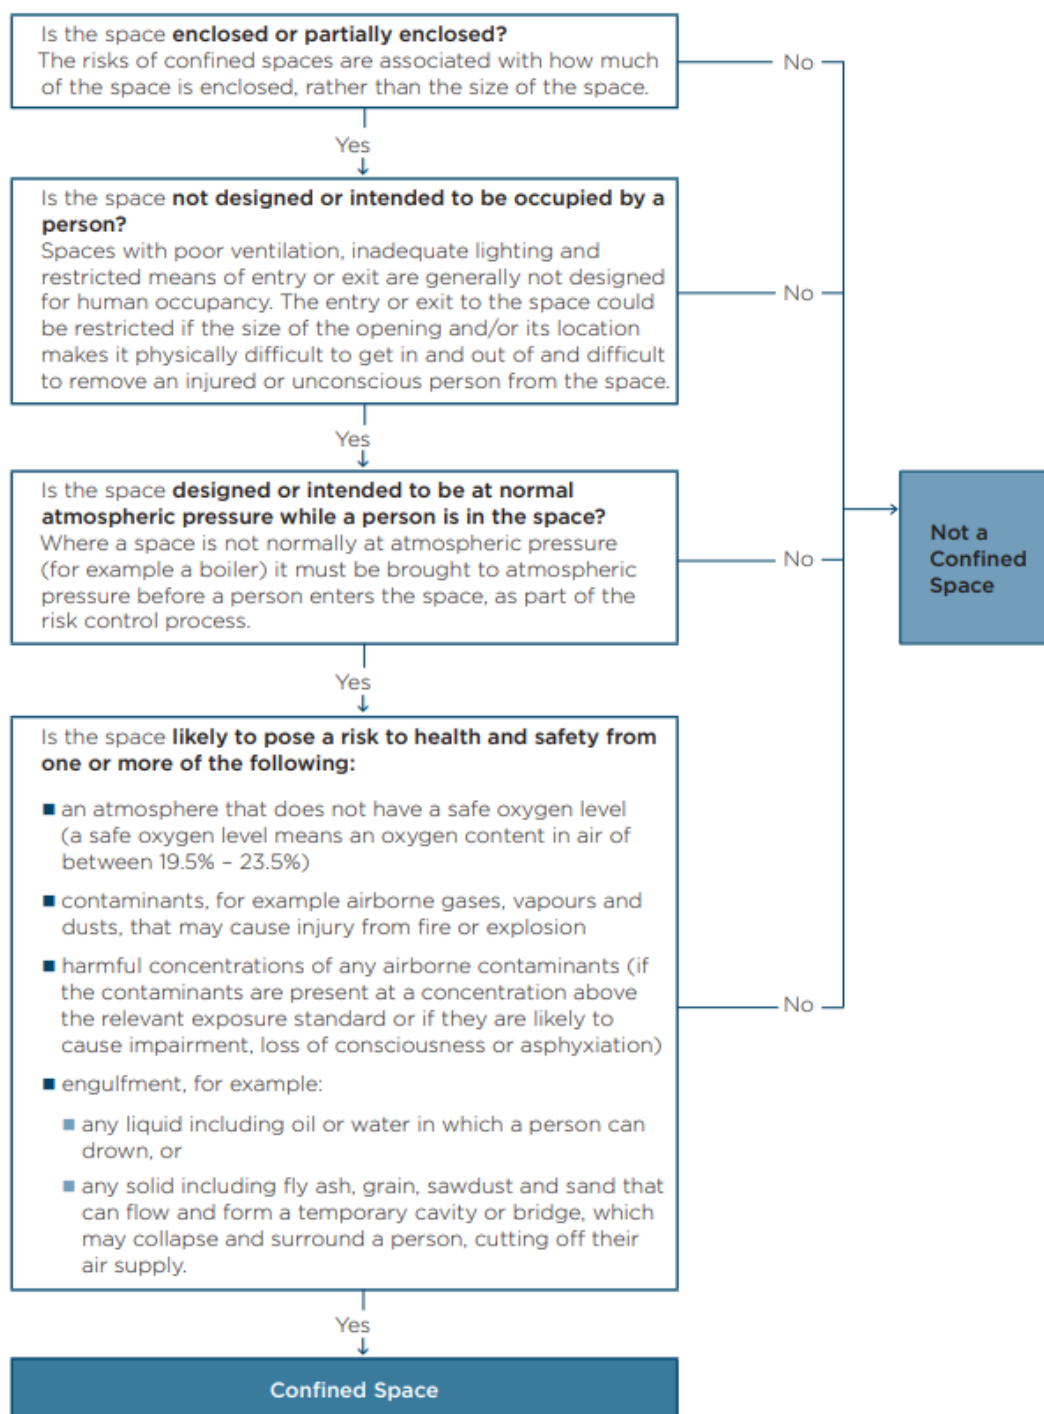 Is the space enclosed or partially enclosed?
The risks of confined spaces are associated with how much
of the space is enclosed, rather than the size of the space.
No
Yes
Is the space not designed or intended to be occupied by a
person?
Spaces with poor ventilation, inadequate lighting and
restricted means of entry or exit are generally not designed
for human occupancy. The entry or exit to the space could
be restricted if the size of the opening and/or its location
makes it physically difficult to get in and out of and difficult
to remove an injured or unconscious person from the space.
No
Yes
Is the space designed or intended to be at normal
atmospheric pressure while a person is in the space?
Where a space is not normally at atmospheric pressure
(for example a boiler) it must be brought to atmospheric
pressure before a person enters the space, as part of the
risk control process.
No
Not a
Confined
Space
Yes
Is the space likely to pose a risk to health and safety from
one or more of the following:
an atmosphere that does not have a safe oxygen level
(a safe oxygen level means an oxygen content in air of
between 19.5% – 23.5%)
contaminants, for example airborne gases, vapours and
dusts, that may cause injury from fire or explosion
harmful concentrations of any airborne contaminants (if
the contaminants are present at a concentration above
the relevant exposure standard or if they are likely to
cause impairment, loss of consciousness or asphyxiation)
No
engulfment, for example:
any liquid including oil or water in which a person can
drown, or
any solid including fly ash, grain, sawdust and sand that
can flow and form a temporary cavity or bridge, which
may collapse and surround a person, cutting off their
air supply.
Yes
Confined Space